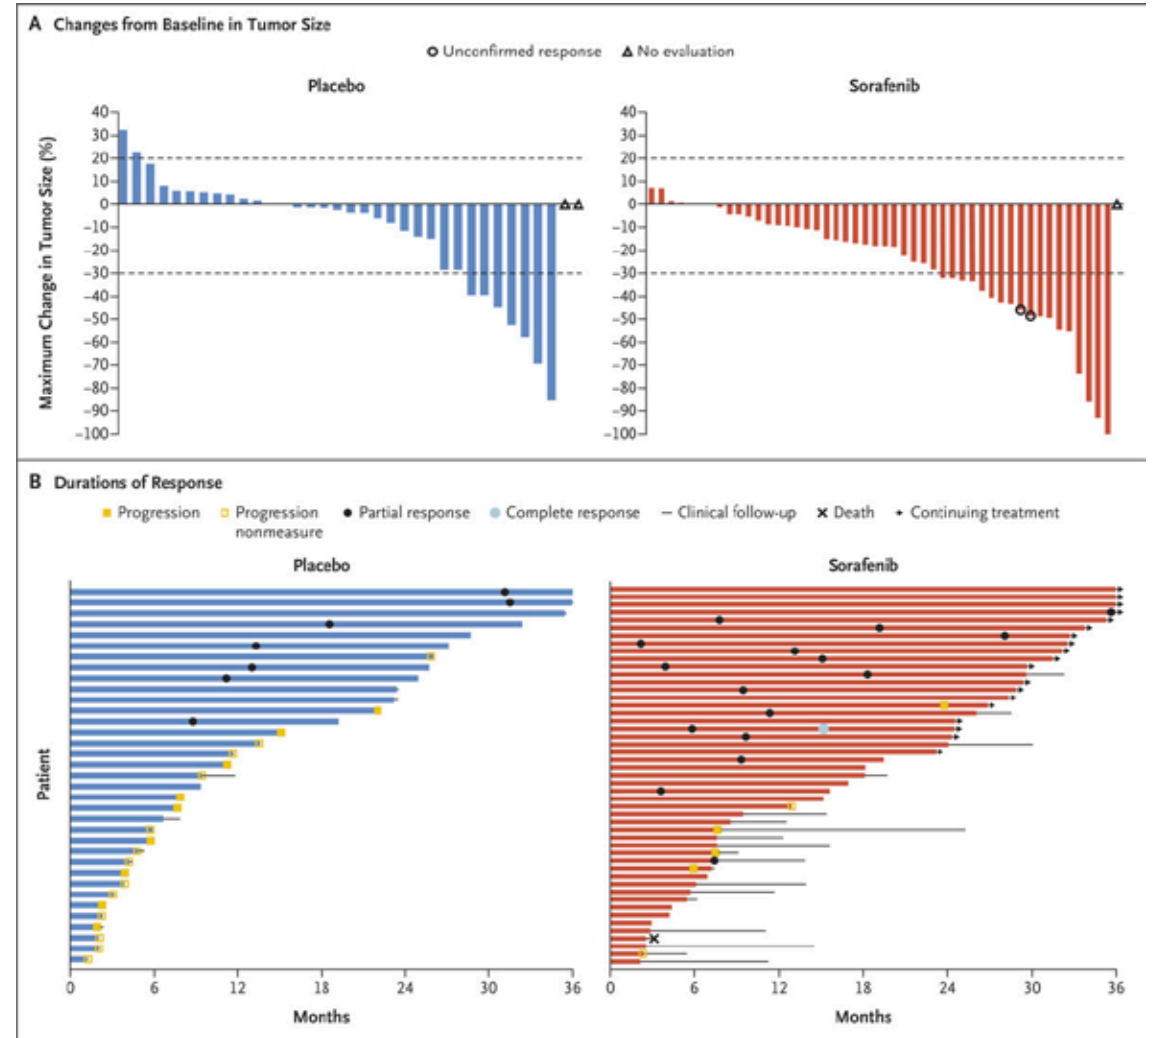 A Changes from Baseline in Tumor Size
Unconfirmed response No evaluation
Placebo
Sorafenib
Maximum Change in Tumor Size (%)
40
30
20
10
0
−10
−20
−30
−40
−50
−60
−70
−80
−90
−100
40
30
20
10
0
−10
−20
−30
−40
−50
−60
−70
−80
−90
−100
B Durations of Response
Progression Progression nonmeasure Partial response Complete response Clinical follow-up Death Continuing treatment
Placebo
Sorafenib
Patient
0 6 12 18 24 30 36
Months
0 6 12 18 24 30 36
Months